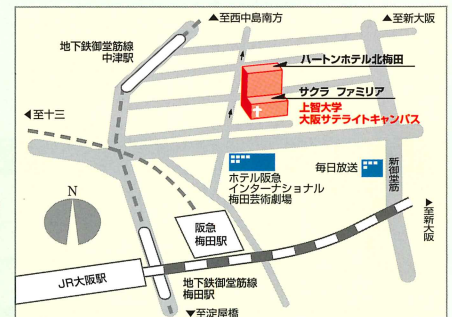 ▲至西中島南方
▲至新大阪
地下鉄御堂筋線
中津駅
ハートンホテル北梅田
サクラ ファミリア
上智大学
大阪サテライトキャンパス
◀至十三
ホテル阪急
インターナショナル
梅田芸術劇場
毎日放送
新御堂筋
N
阪急
梅田駅
▶至新大阪
JR大阪駅
地下鉄御堂筋線
梅田駅
▼至淀屋橋